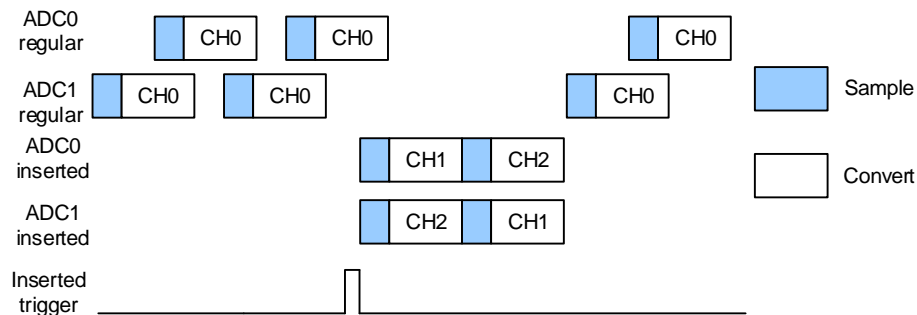 ADC0
regular
CH0
CH0
CH0
ADC1
regular
CH0
CH0
CH0
Sample
ADC0
inserted
CH1
CH2
Convert
ADC1
inserted
CH2
CH1
Inserted
trigger